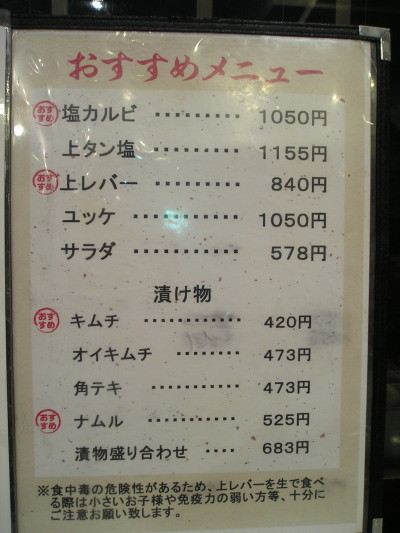 おすすめメニュー
おすすめ 塩カルビ ・・・・・・・・・ 1050円
上タン塩 ・・・・・・・・・ 1155円
おすすめ 上レバー ・・・・・・・・・ 840円
ユッケ ・・・・・・・・・・・ 1050円
サラダ ・・・・・・・・・・・ 578円
漬け物
おすすめ キムチ ・・・・・・・・・・・ 420円
オイキムチ ・・・・・・・ 473円
角テキ ・・・・・・・・・・ 473円
おすすめ ナムル ・・・・・・・・・・ 525円
漬物盛り合わせ ・・・・ 683円
※食中毒の危険性があるため、上レバーを生で食べ
る際は小さいお子様や免疫力の弱い方等、十分に
ご注意お願い致します。